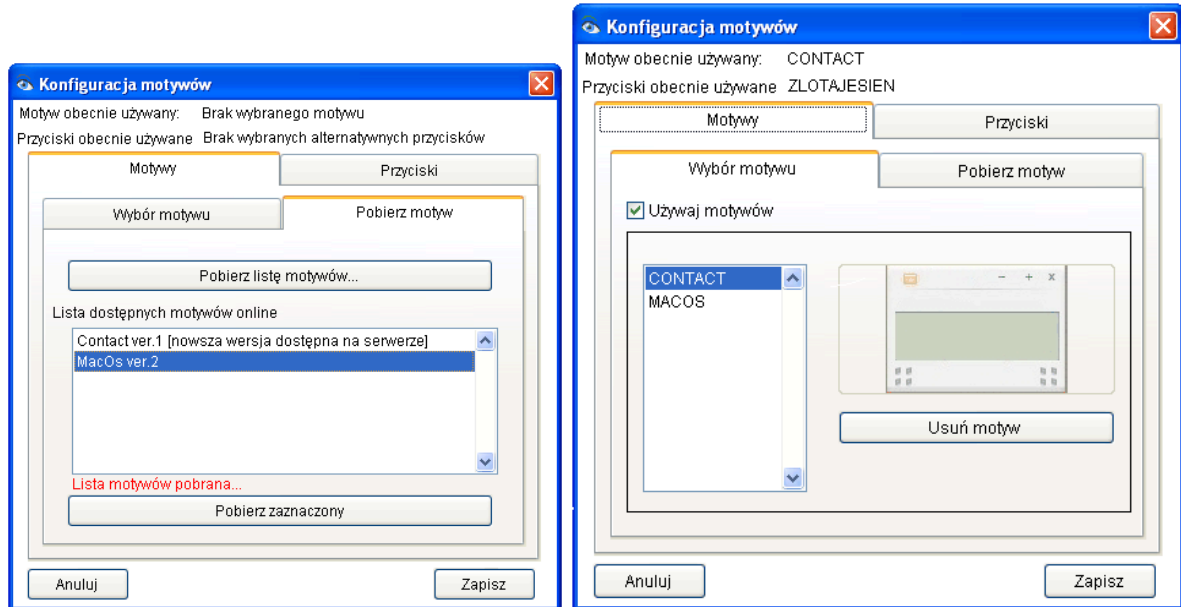 Konfiguracja motywów
Motyw obecnie używany: Brak wybranego motywu
Przyciski obecnie używane Brak wybranych alternatywnych przycisków
Motywy Przyciski
Wybór motywu Pobierz motyw
Pobierz listę motywów...
Lista dostępnych motywów online
Contact ver.1 [nowsza wersja dostępna na serwerze]
MacOs ver.2
Lista motywów pobrana...
Pobierz zaznaczony
Anuluj Zapisz
Konfiguracja motywów
Motyw obecnie używany: CONTACT
Przyciski obecnie używane ZLOTAJESIEN
Motywy Przyciski
Wybór motywu Pobierz motyw
Używaj motywów
CONTACT
MACOS
Usuń motyw
Anuluj Zapisz